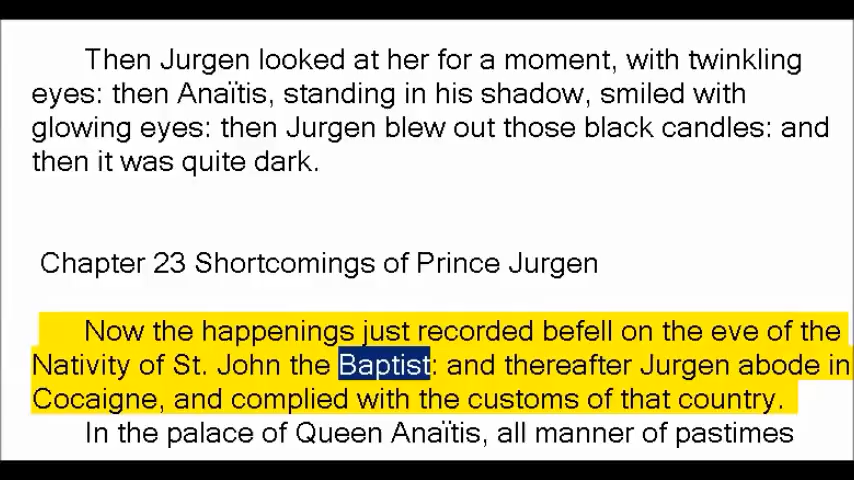 Then Jurgen looked at her for a moment, with twinkling
eyes: then Anaïtis, standing in his shadow, smiled with
glowing eyes: then Jurgen blew out those black candles: and
then it was quite dark.
Chapter 23 Shortcomings of Prince Jurgen
Now the happenings just recorded befell on the eve of the
Nativity of St. John the Baptist: and thereafter Jurgen abode in
Cocaigne, and complied with the customs of that country.
In the palace of Queen Anaïtis, all manner of pastimes